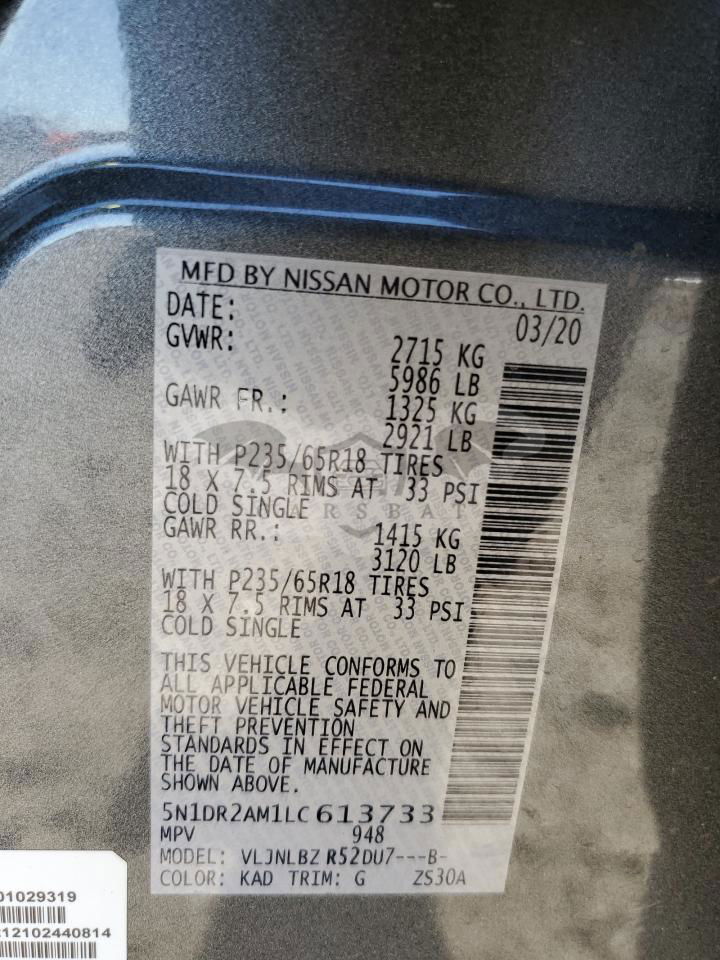 MFD BY NISSAN MOTOR CO., LTD.
DATE: 03/20
GVWR: 2715 KG
5986 LB
GAWR FR.: 1325 KG
2921 LB
WITH P235/65R18 TIRES
18 X 7.5 RIMS AT 33 PSI
COLD SINGLE
GAWR RR.: 1415 KG
3120 LB
WITH P235/65R18 TIRES
18 X 7.5 RIMS AT 33 PSI
COLD SINGLE
THIS VEHICLE CONFORMS TO
ALL APPLICABLE FEDERAL
MOTOR VEHICLE SAFETY AND
THEFT PREVENTION
STANDARDS IN EFFECT ON
THE DATE OF MANUFACTURE
SHOWN ABOVE.
5N1DR2AM1LC613733
MPV 948
MODEL: VLJNLBZ R52DU7---B-
COLOR: KAD TRIM: G ZS30A
01029319
212102440814